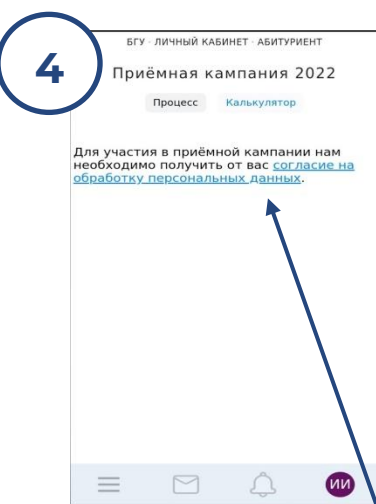 4
БГУ · ЛИЧНЫЙ КАБИНЕТ · АБИТУРИЕНТ
Приёмная кампания 2022
Процесс Калькулятор
Для участия в приёмной кампании нам
необходимо получить от вас согласие на
обработку персональных данных.
ИИ